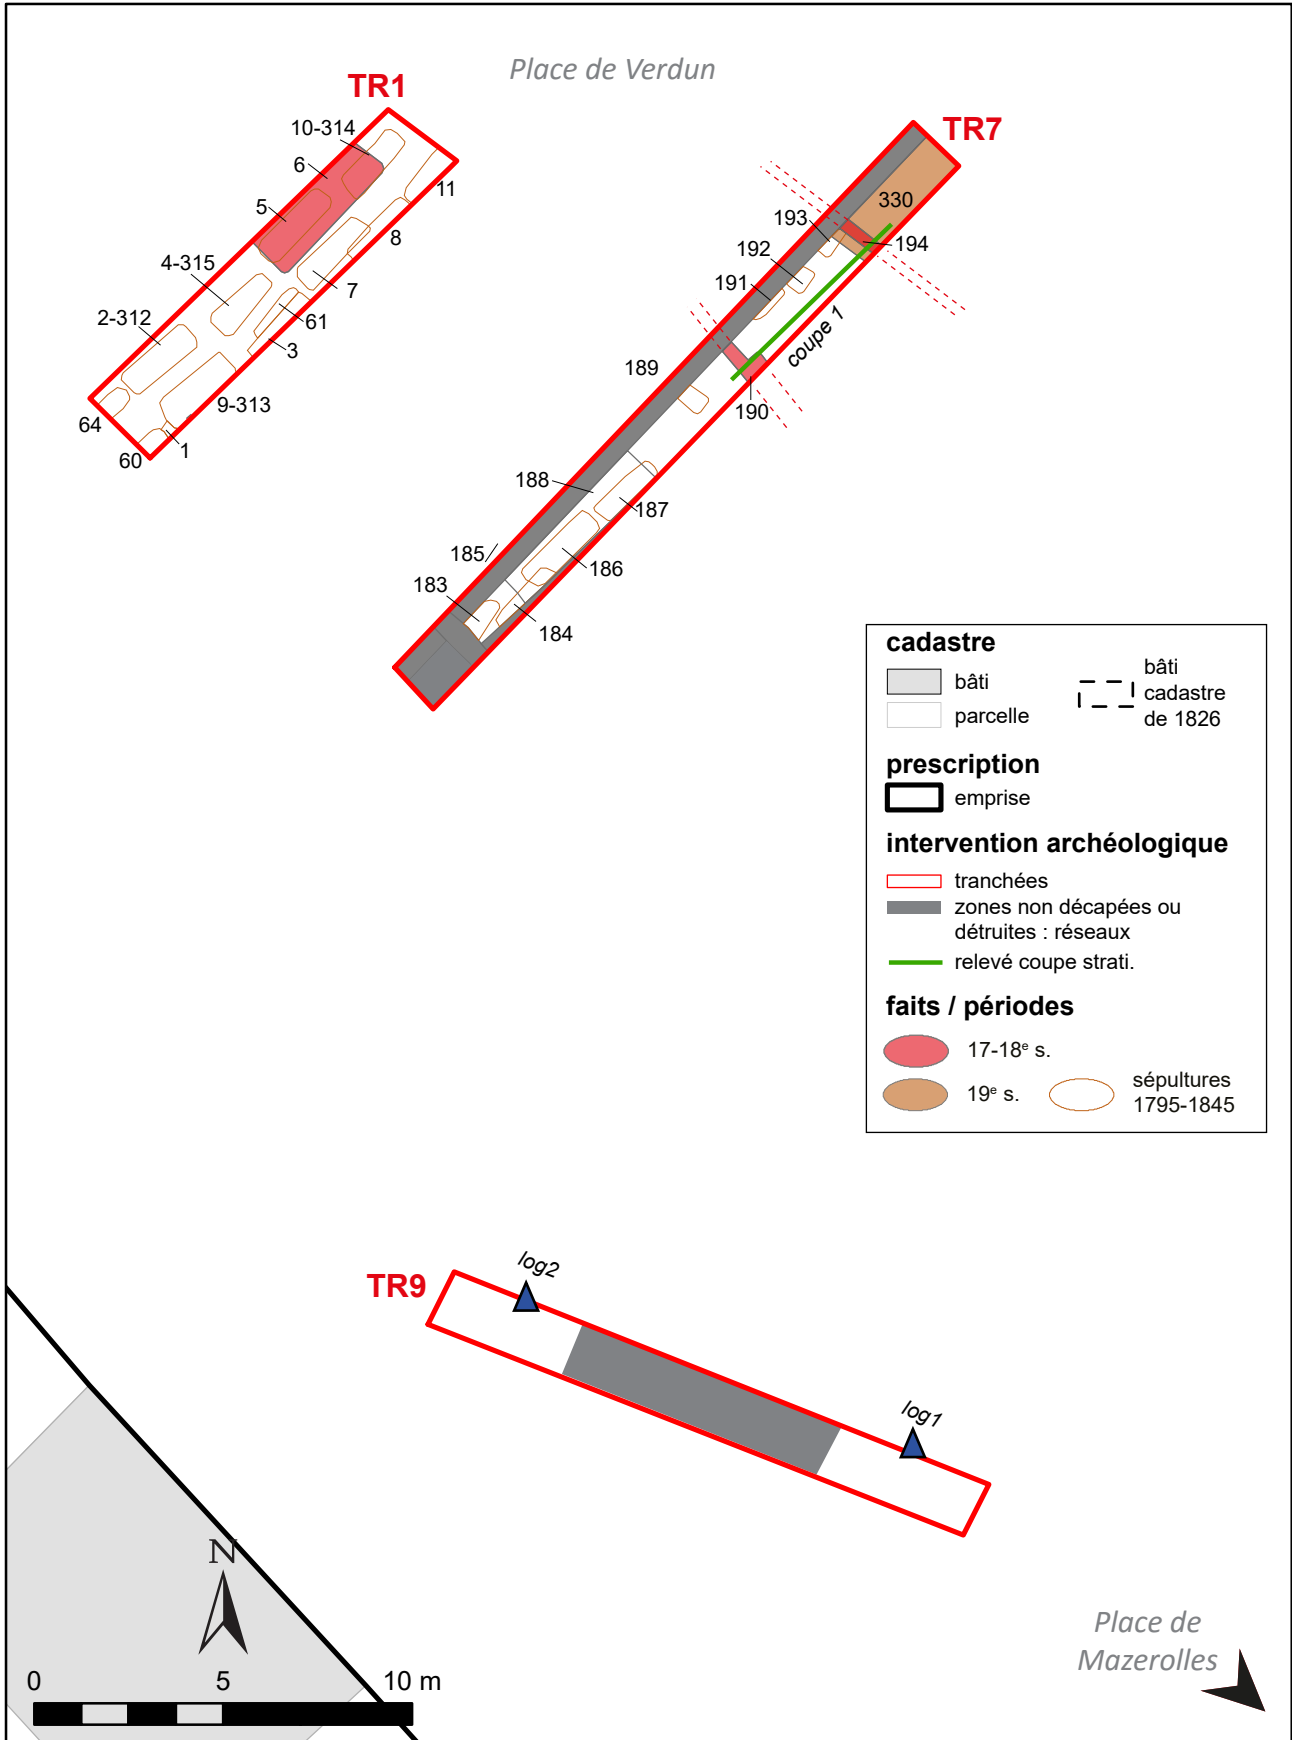 Place de Verdun
TR1
10-314
6
5
11
8
4-315
7
2-312
61
3
9-313
64
1
60
TR7
330
193
194
192
191
coupe 1
189
190
188
187
185
186
183
184
cadastre
bâti
parcelle
bâti
cadastre
de 1826
prescription
emprise
intervention archéologique
tranchées
zones non décapées ou
détruites : réseaux
relevé coupe strati.
faits / périodes
17-18e s.
19e s.
sépultures
1795-1845
TR9
log2
log1
N
0 5 10 m
Place de
Mazerolles